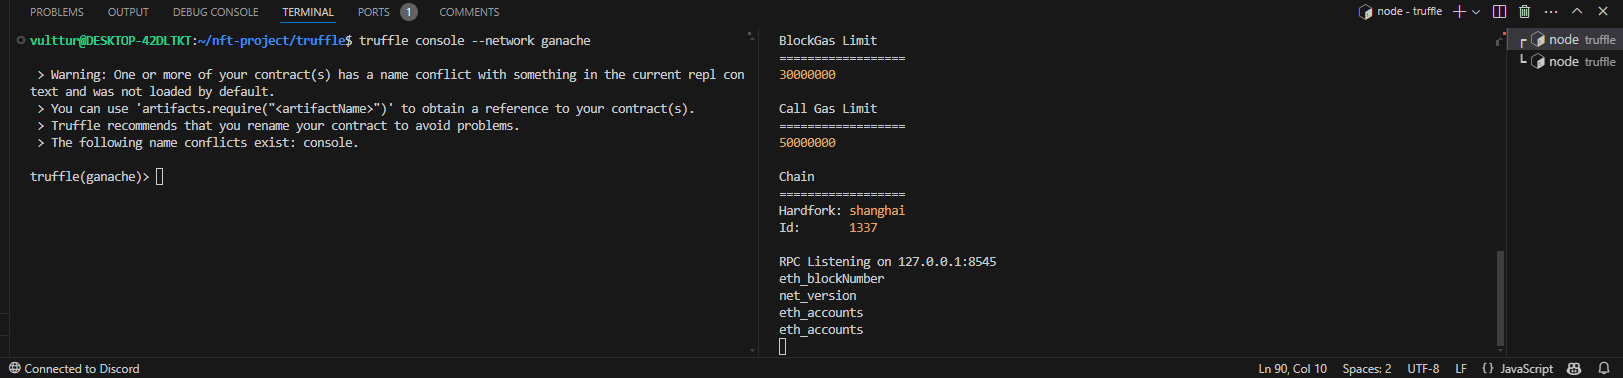 PROBLEMS OUTPUT DEBUG CONSOLE TERMINAL PORTS 1 COMMENTS
node - truffle
vulttur@DESKTOP-42DLTKT:~/nft-project/truffle$ truffle console --network ganache
> Warning: One or more of your contract(s) has a name conflict with something in the current repl con
text and was not loaded by default.
> You can use 'artifacts.require("<artifactName>")' to obtain a reference to your contract(s).
> Truffle recommends that you rename your contract to avoid problems.
> The following name conflicts exist: console.
truffle(ganache)>
BlockGas Limit
==================
30000000
Call Gas Limit
==================
50000000
Chain
==================
Hardfork: shanghai
Id: 1337
RPC Listening on 127.0.0.1:8545
eth_blockNumber
net_version
eth_accounts
eth_accounts
node truffle
node truffle
Connected to Discord
Ln 90, Col 10 Spaces: 2 UTF-8 LF {} JavaScript